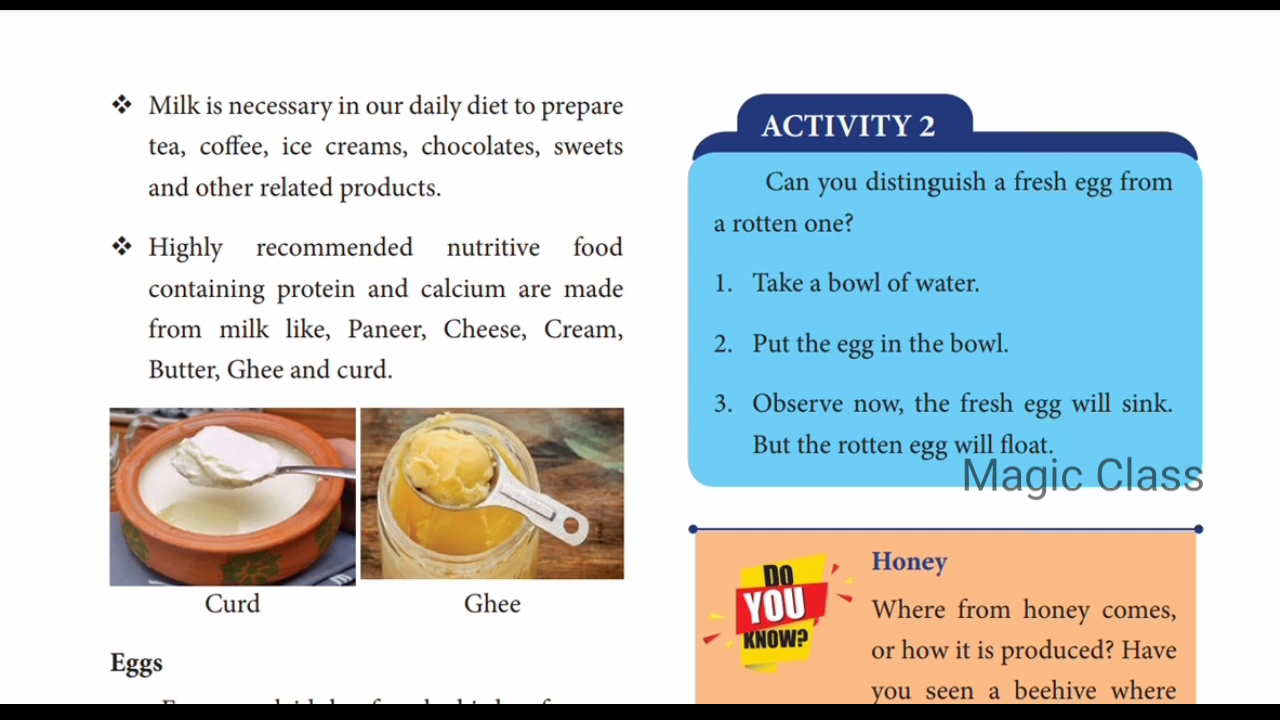 ❖ Milk is necessary in our daily diet to prepare
tea, coffee, ice creams, chocolates, sweets
and other related products.
❖ Highly recommended nutritive food
containing protein and calcium are made
from milk like, Paneer, Cheese, Cream,
Butter, Ghee and curd.
Curd
Ghee
Eggs
ACTIVITY 2
Can you distinguish a fresh egg from
a rotten one?
1. Take a bowl of water.
2. Put the egg in the bowl.
3. Observe now, the fresh egg will sink.
But the rotten egg will float.
Magic Class
DO
YOU
KNOW?
Honey
Where from honey comes,
or how it is produced? Have
you seen a beehive where